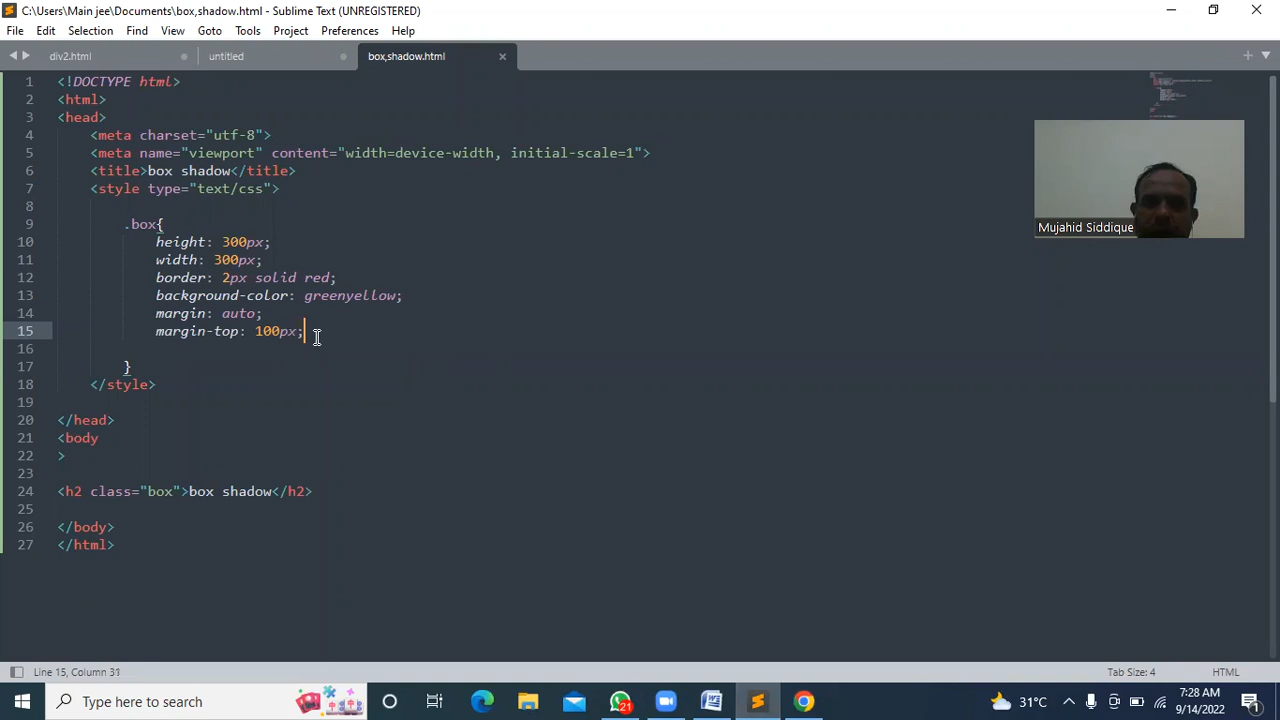 C:\Users\Main jee\Documents\box,shadow.html - Sublime Text (UNREGISTERED)
File Edit Selection Find View Goto Tools Project Preferences Help
div2.html untitled box,shadow.html
1 <!DOCTYPE html>
2 <html>
3 <head>
4 <meta charset="utf-8">
5 <meta name="viewport" content="width=device-width, initial-scale=1">
6 <title>box shadow</title>
7 <style type="text/css">
8
9 .box{
10 height: 300px;
11 width: 300px;
12 border: 2px solid red;
13 background-color: greenyellow;
14 margin: auto;
15 margin-top: 100px;
16
17 }
18 </style>
19
20 </head>
21 <body
22 >
23
24 <h2 class="box">box shadow</h2>
25
26 </body>
27 </html>
Mujahid Siddique
Line 15, Column 31 Tab Size: 4 HTML
Type here to search 21 31°C 7:28 AM
9/14/2022 1